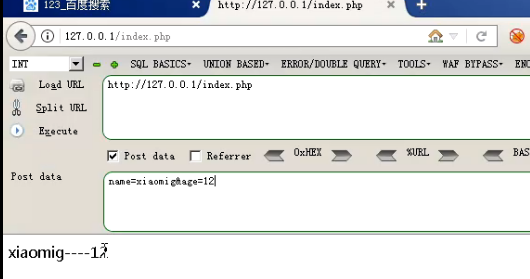 123_百度搜索 × http://127.0.0.1/index.php × +
127.0.0.1/index.php
INT SQL BASICS- UNION BASED- ERROR/DOUBLE QUERY- TOOLS- WAF BYPASS- ENC
Load URL http://127.0.0.1/index.php
Split URL
Execute
Post data Referrer 0xHEX %URL BAS
Post data name=xiaomig&age=12
xiaomig----12